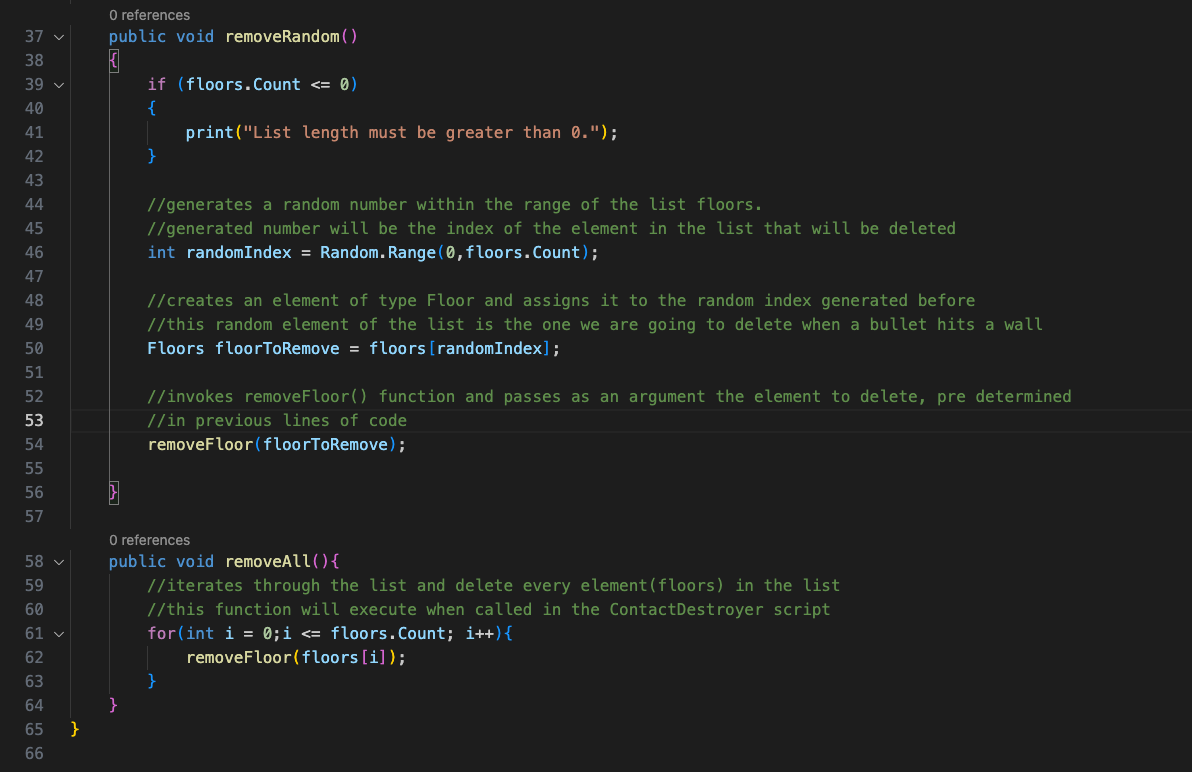 0 references
37 public void removeRandom()
38 {
39 if (floors.Count <= 0)
40 {
41 print("List length must be greater than 0.");
42 }
43
44 //generates a random number within the range of the list floors.
45 //generated number will be the index of the element in the list that will be deleted
46 int randomIndex = Random.Range(0,floors.Count);
47
48 //creates an element of type Floor and assigns it to the random index generated before
49 //this random element of the list is the one we are going to delete when a bullet hits a wall
50 Floors floorToRemove = floors[randomIndex];
51
52 //invokes removeFloor() function and passes as an argument the element to delete, pre determined
53 //in previous lines of code
54 removeFloor(floorToRemove);
55
56 }
57
0 references
58 public void removeAll(){
59 //iterates through the list and delete every element(floors) in the list
60 //this function will execute when called in the ContactDestroyer script
61 for(int i = 0;i <= floors.Count; i++){
62 removeFloor(floors[i]);
63 }
64 }
65 }
66